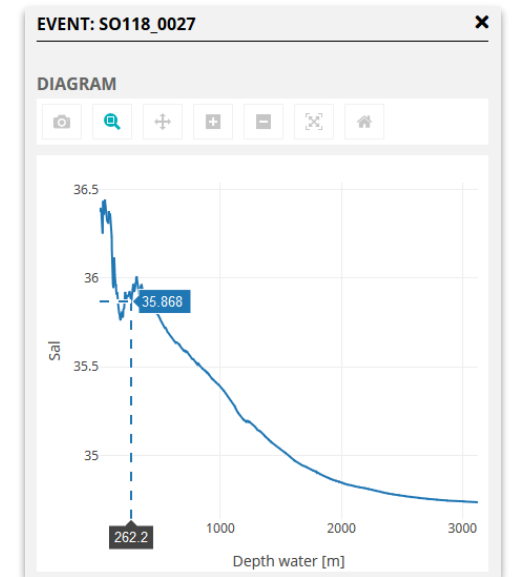 EVENT: SO118_0027
DIAGRAM
36.5
36
35.868
Sal
35.5
35
262.2
1000
2000
3000
Depth water [m]